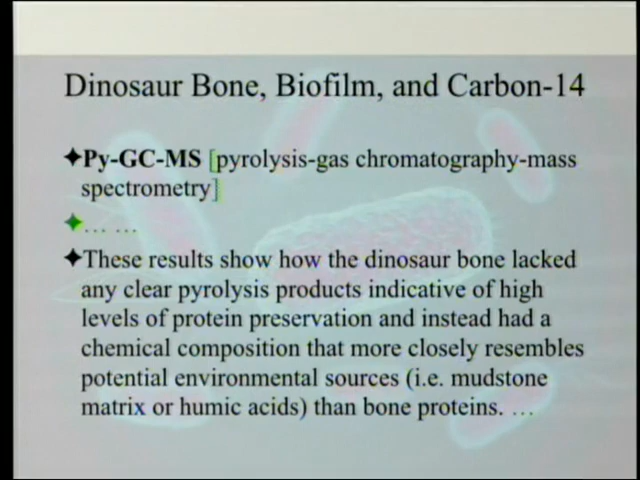 Dinosaur Bone, Biofilm, and Carbon-14
✦Py-GC-MS [pyrolysis-gas chromatography-mass
spectrometry]
✦… …
✦These results show how the dinosaur bone lacked
any clear pyrolysis products indicative of high
levels of protein preservation and instead had a
chemical composition that more closely resembles
potential environmental sources (i.e. mudstone
matrix or humic acids) than bone proteins. …